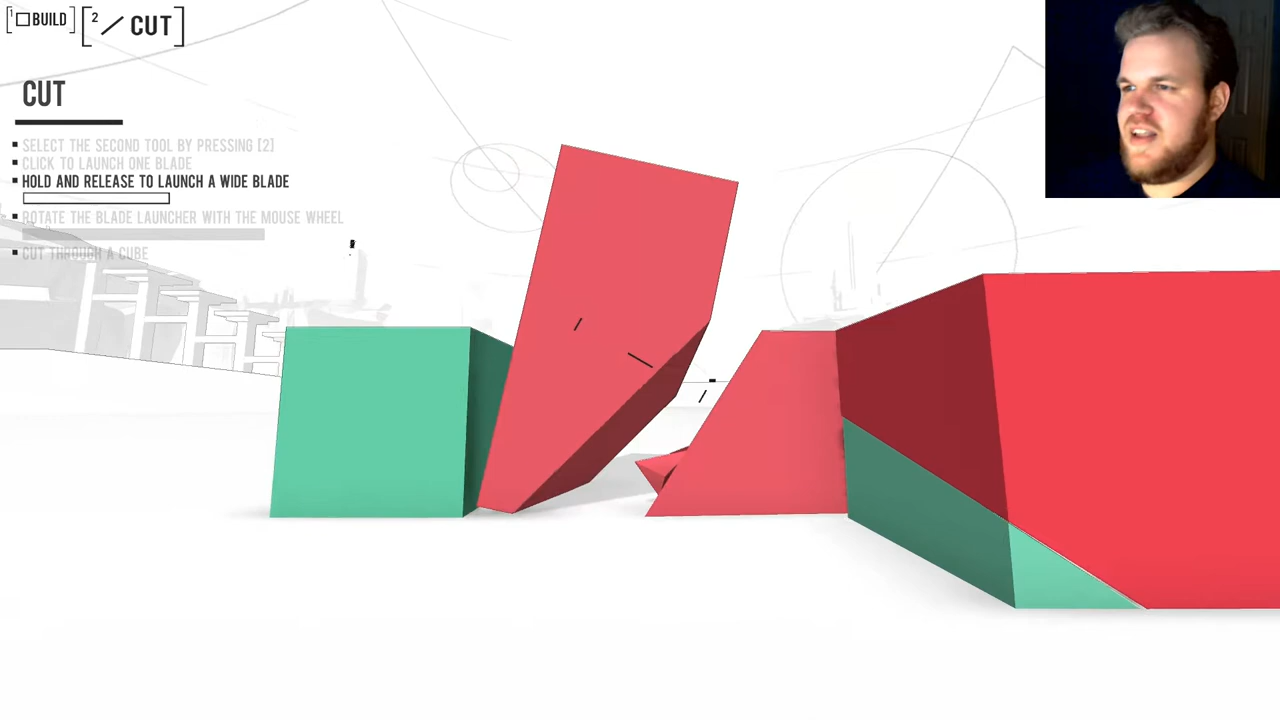 1 BUILD 2 CUT
CUT
SELECT THE SECOND TOOL BY PRESSING [2]
CLICK TO LAUNCH ONE BLADE
HOLD AND RELEASE TO LAUNCH A WIDE BLADE
ROTATE THE BLADE LAUNCHER WITH THE MOUSE WHEEL
CUT THROUGH A CUBE